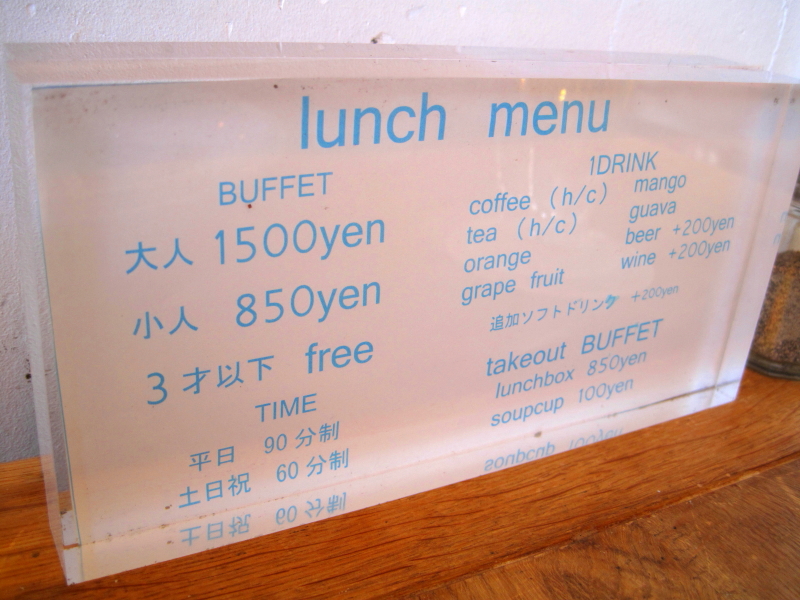 lunch menu
BUFFET
大人 1500yen
小人 850yen
3才以下 free
TIME
平日 90分制
土日祝 60分制
1DRINK
coffee (h/c) mango
tea (h/c) guava
orange beer +200yen
grape fruit wine +200yen
追加ソフトドリンク +200yen
takeout BUFFET
lunchbox 850yen
soupcup 100yen